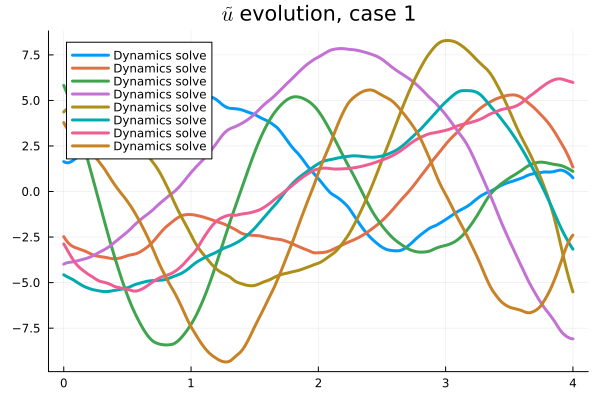 ũ evolution, case 1
Dynamics solve
Dynamics solve
Dynamics solve
Dynamics solve
Dynamics solve
Dynamics solve
Dynamics solve
Dynamics solve
7.5
5.0
2.5
0.0
−2.5
−5.0
−7.5
0 1 2 3 4